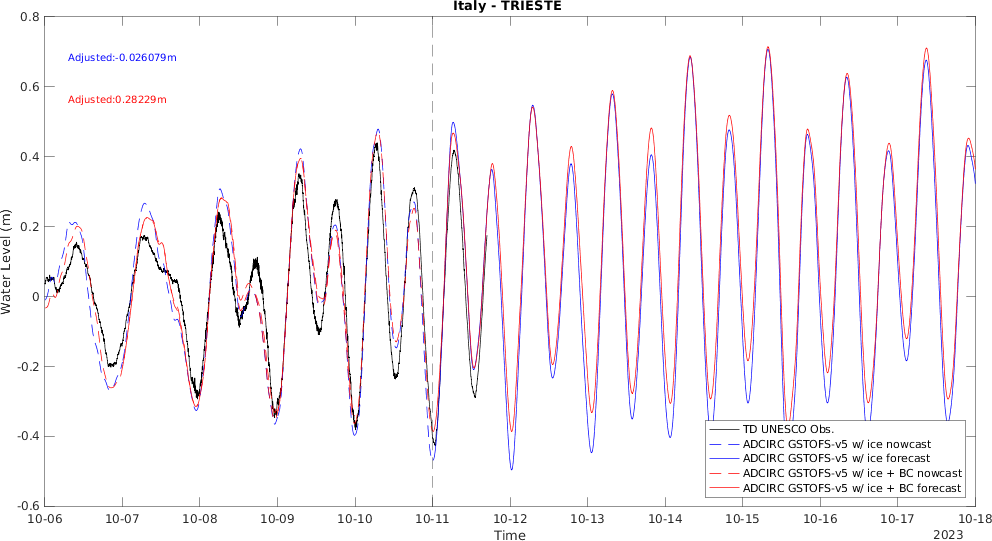 Italy - TRIESTE
Adjusted:-0.026079m
Adjusted:0.28229m
Water Level (m)
0.8
0.6
0.4
0.2
0
-0.2
-0.4
-0.6
TD UNESCO Obs.
ADCIRC GSTOFS-v5 w/ ice nowcast
ADCIRC GSTOFS-v5 w/ ice forecast
ADCIRC GSTOFS-v5 w/ ice + BC nowcast
ADCIRC GSTOFS-v5 w/ ice + BC forecast
10-06 10-07 10-08 10-09 10-10 10-11 10-12 10-13 10-14 10-15 10-16 10-17 10-18
Time
2023